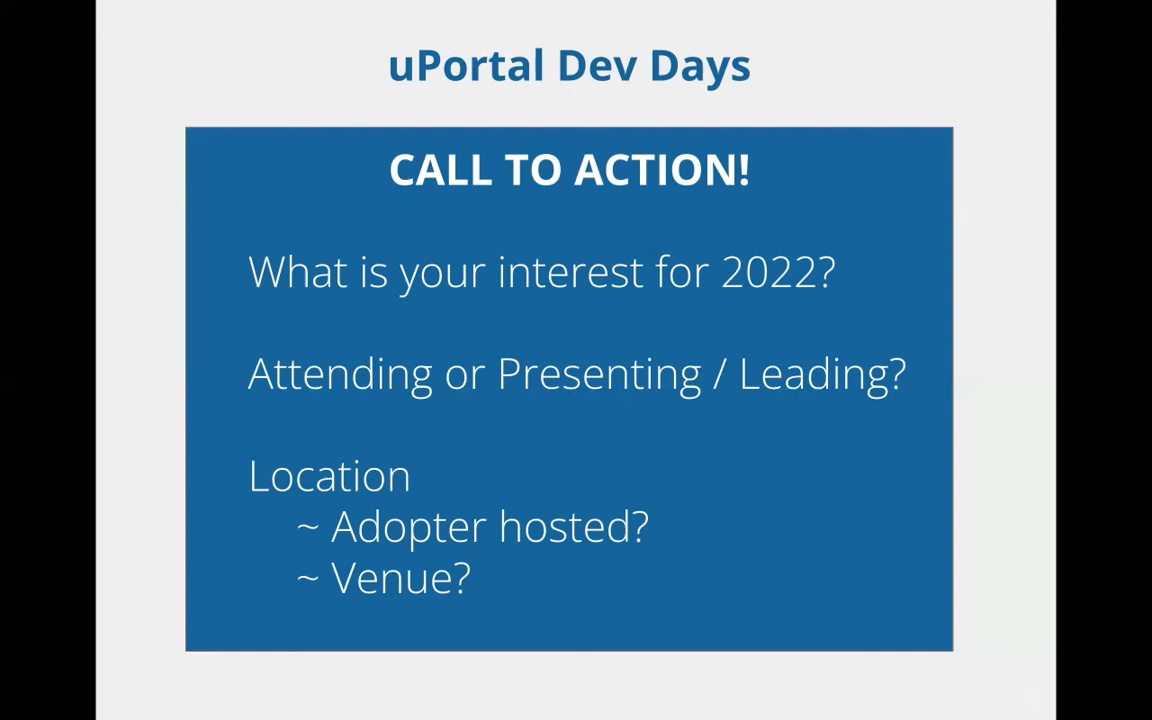 uPortal Dev Days
CALL TO ACTION!
What is your interest for 2022?
Attending or Presenting / Leading?
Location
~ Adopter hosted?
~ Venue?